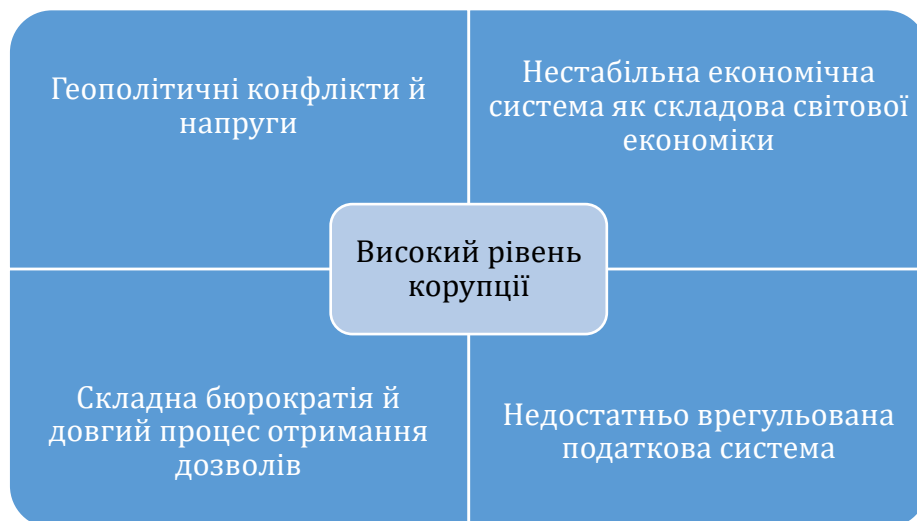 Геополітичні конфлікти й
напруги
Нестабільна економічна
система як складова світової
економіки
Високий рівень
корупції
Складна бюрократія й
довгий процес отримання
дозволів
Недостатньо врегульована
податкова система